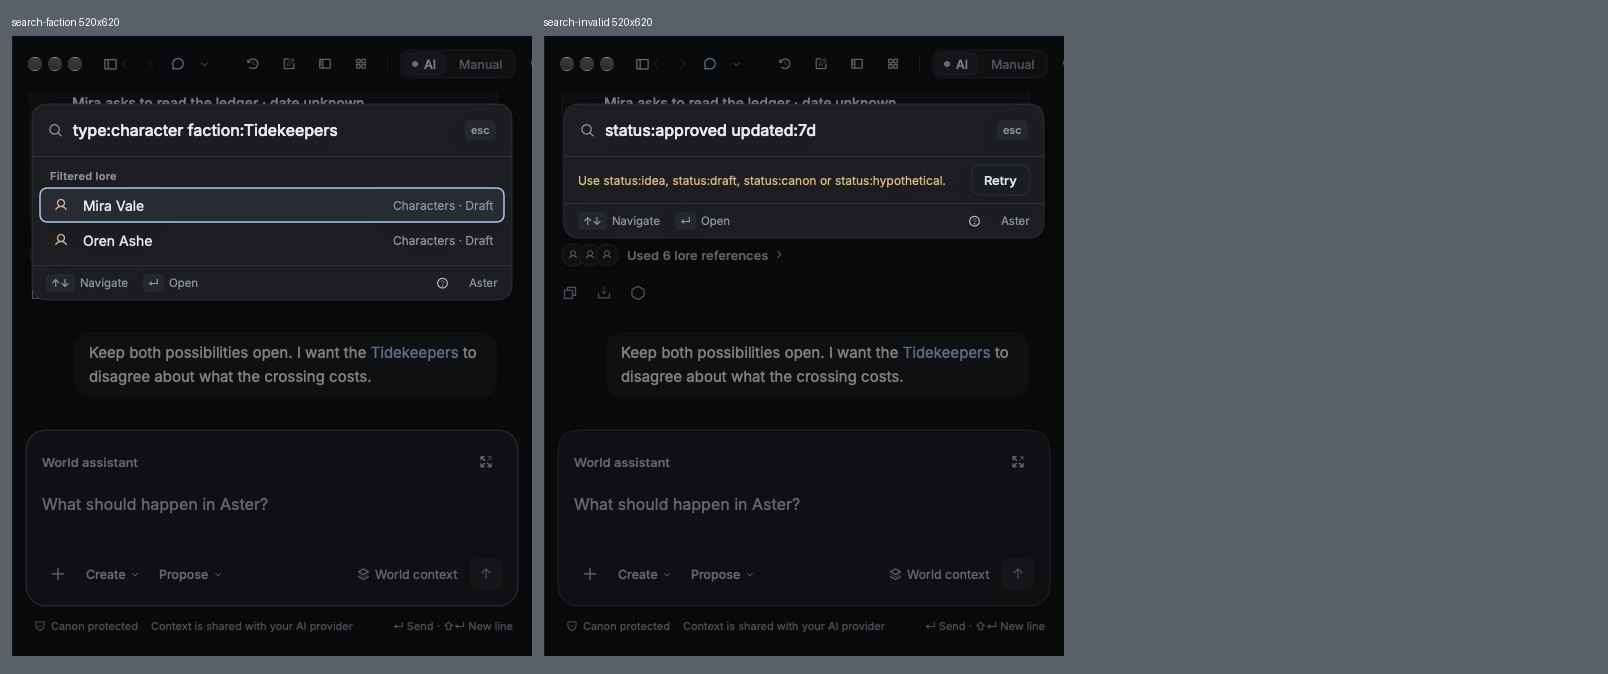 search-faction 520x620
AI Manual
Mira asks to read the ledger · date unknown
type:character faction:Tidekeepers esc
Filtered lore
Mira Vale Characters · Draft
Oren Ashe Characters · Draft
↑↓ Navigate ↵ Open Aster
Keep both possibilities open. I want the Tidekeepers to
disagree about what the crossing costs.
World assistant
What should happen in Aster?
Create Propose World context
Canon protected Context is shared with your AI provider ↵ Send · ⇧↵ New line
search-invalid 520x620
AI Manual
Mira asks to read the ledger · date unknown
status:approved updated:7d esc
Use status:idea, status:draft, status:canon or status:hypothetical. Retry
↑↓ Navigate ↵ Open Aster
Used 6 lore references
Keep both possibilities open. I want the Tidekeepers to
disagree about what the crossing costs.
World assistant
What should happen in Aster?
Create Propose World context
Canon protected Context is shared with your AI provider ↵ Send · ⇧↵ New line